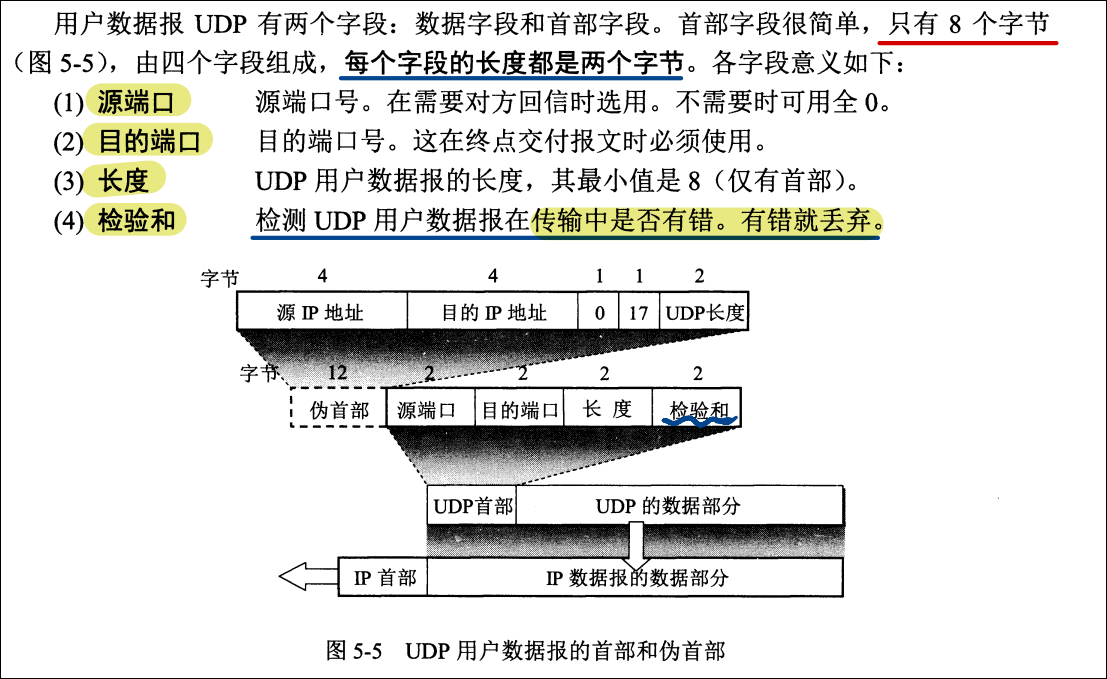 用户数据报 UDP 有两个字段：数据字段和首部字段。首部字段很简单，只有 8 个字节
（图 5-5），由四个字段组成，每个字段的长度都是两个字节。各字段意义如下：
(1) 源端口 源端口号。在需要对方回信时选用。不需要时可用全 0。
(2) 目的端口 目的端口号。这在终点交付报文时必须使用。
(3) 长度 UDP 用户数据报的长度，其最小值是 8（仅有首部）。
(4) 检验和 检测 UDP 用户数据报在传输中是否有错。有错就丢弃。
字节 4 4 1 1 2
源 IP 地址 目的 IP 地址 0 17 UDP长度
字节 12 2 2 2 2
伪首部 源端口 目的端口 长 度 检验和
UDP首部 UDP 的数据部分
IP 首部 IP 数据报的数据部分
图 5-5 UDP 用户数据报的首部和伪首部